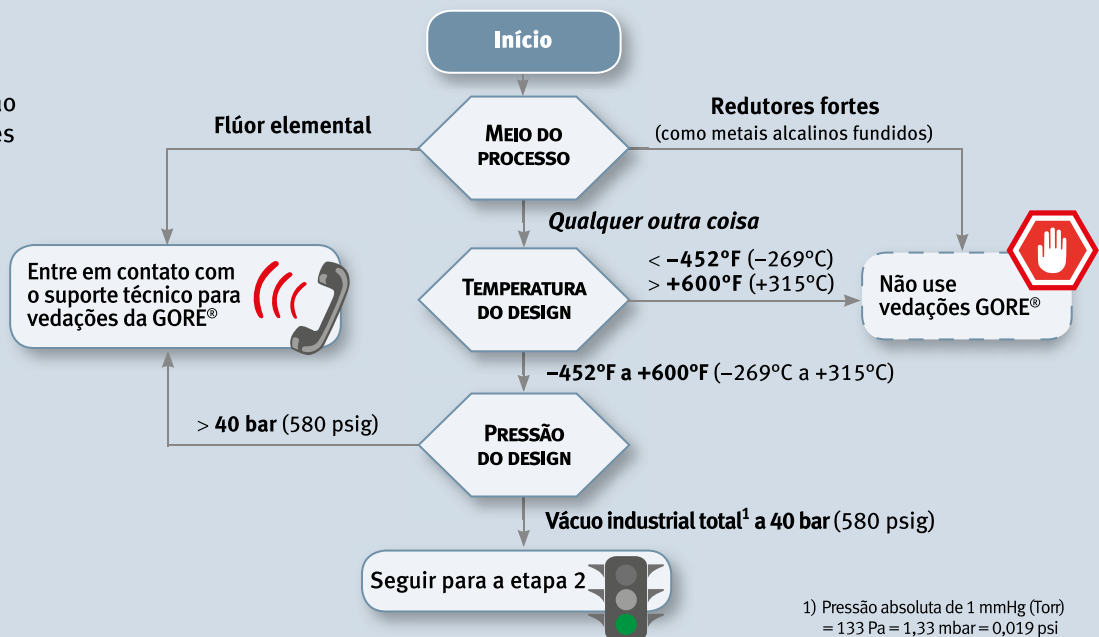 Início
ão
es
Flúor elemental
MEIO DO
PROCESSO
Redutores fortes
(como metais alcalinos fundidos)
Qualquer outra coisa
Entre em contato com
o suporte técnico para
vedações da GORE®
TEMPERATURA
DO DESIGN
< –452°F (–269°C)
> +600°F (+315°C)
Não use
vedações GORE®
–452°F a +600°F (–269°C a +315°C)
> 40 bar (580 psig)
PRESSÃO
DO DESIGN
Vácuo industrial total¹ a 40 bar (580 psig)
Seguir para a etapa 2
1) Pressão absoluta de 1 mmHg (Torr)
= 133 Pa = 1,33 mbar = 0,019 psi